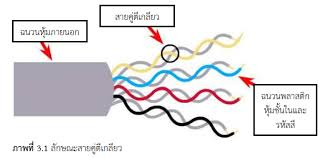 สายคู่ตีเกลียว
ฉนวนหุ้มภายนอก
ฉนวนพลาสติก
หุ้มชั้นในและ
รหัสสี
ภาพที่ 3.1 ลักษณะสายคู่ตีเกลียว